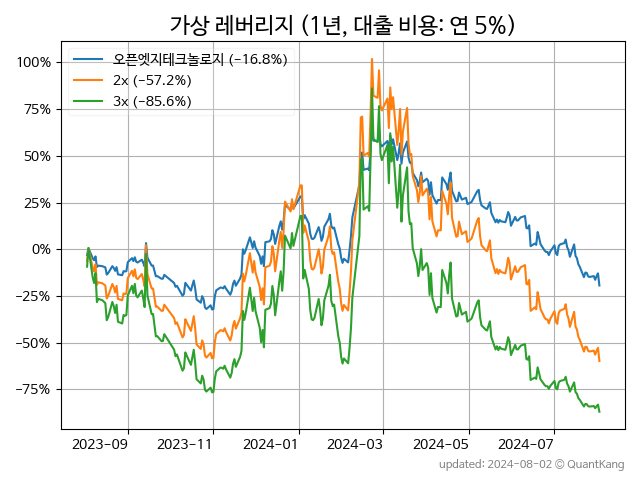 가상 레버리지 (1년, 대출 비용: 연 5%)
100%
75%
50%
25%
0%
−25%
−50%
−75%
오픈엣지테크놀로지 (-16.8%)
2x (-57.2%)
3x (-85.6%)
2023-09
2023-11
2024-01
2024-03
2024-05
2024-07
updated: 2024-08-02 © QuantKang